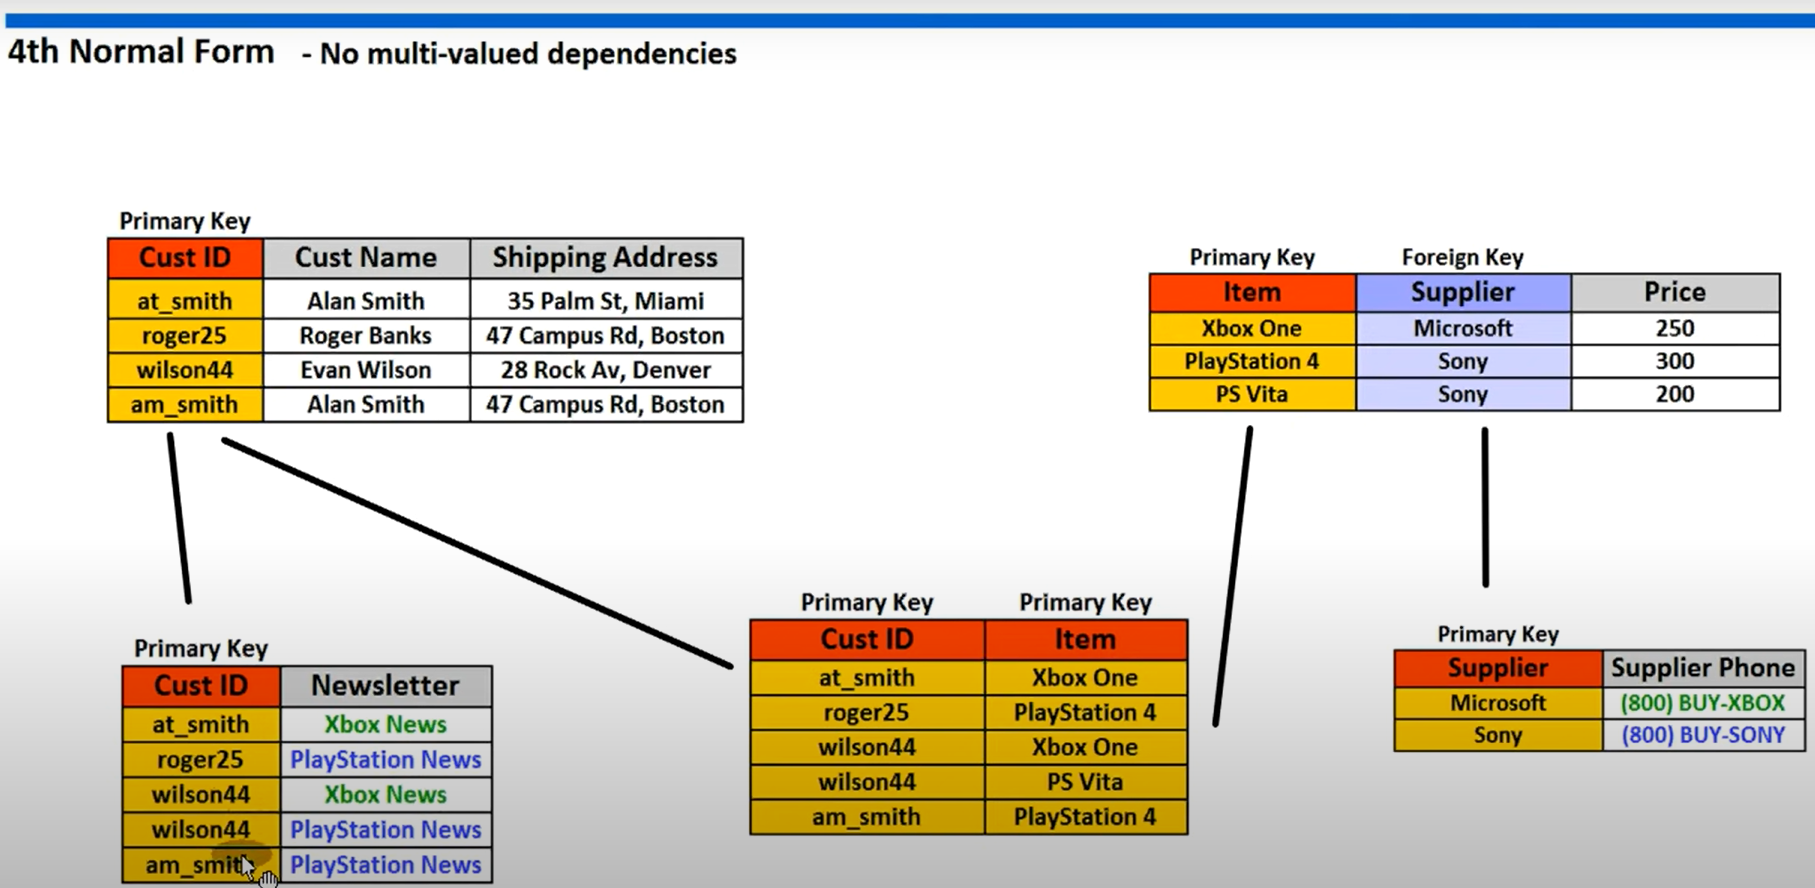 4th Normal Form - No multi-valued dependencies
Primary Key
Cust ID Cust Name Shipping Address
at_smith Alan Smith 35 Palm St, Miami
roger25 Roger Banks 47 Campus Rd, Boston
wilson44 Evan Wilson 28 Rock Av, Denver
am_smith Alan Smith 47 Campus Rd, Boston
Primary Key Foreign Key
Item Supplier Price
Xbox One Microsoft 250
PlayStation 4 Sony 300
PS Vita Sony 200
Primary Key
Cust ID Newsletter
at_smith Xbox News
roger25 PlayStation News
wilson44 Xbox News
wilson44 PlayStation News
am_smith PlayStation News
Primary Key Primary Key
Cust ID Item
at_smith Xbox One
roger25 PlayStation 4
wilson44 Xbox One
wilson44 PS Vita
am_smith PlayStation 4
Primary Key
Supplier Supplier Phone
Microsoft (800) BUY-XBOX
Sony (800) BUY-SONY